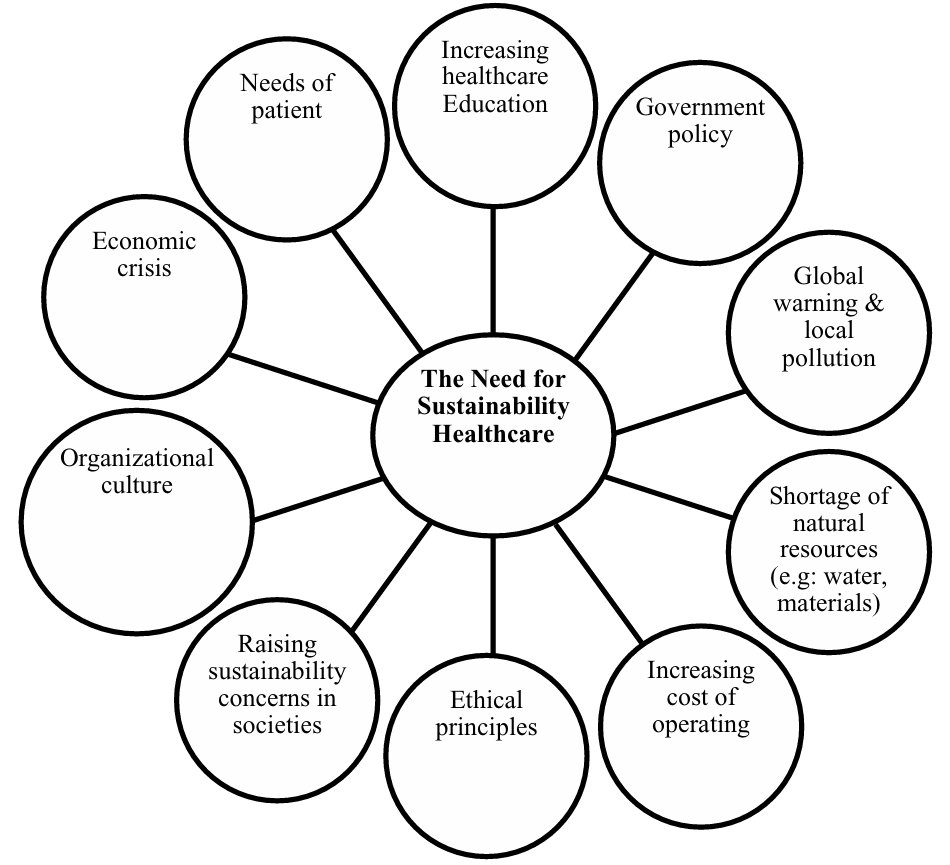 Increasing
healthcare
Education
Government
policy
Global
warning &
local
pollution
Shortage of
natural
resources
(e.g: water,
materials)
Increasing
cost of
operating
Ethical
principles
Raising
sustainability
concerns in
societies
Organizational
culture
Economic
crisis
Needs of
patient
The Need for
Sustainability
Healthcare